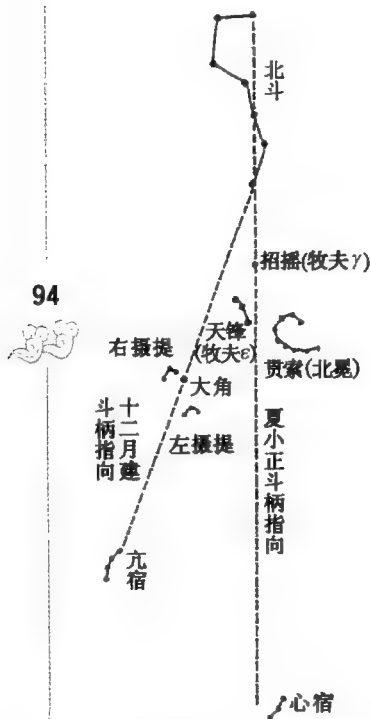 北斗
招摇(牧夫γ)
94
天锋
(牧夫ε)
贯索(北冕)
右摄提
大角
左摄提
十二月建
斗柄指向
夏小正斗柄指向
亢宿
心宿